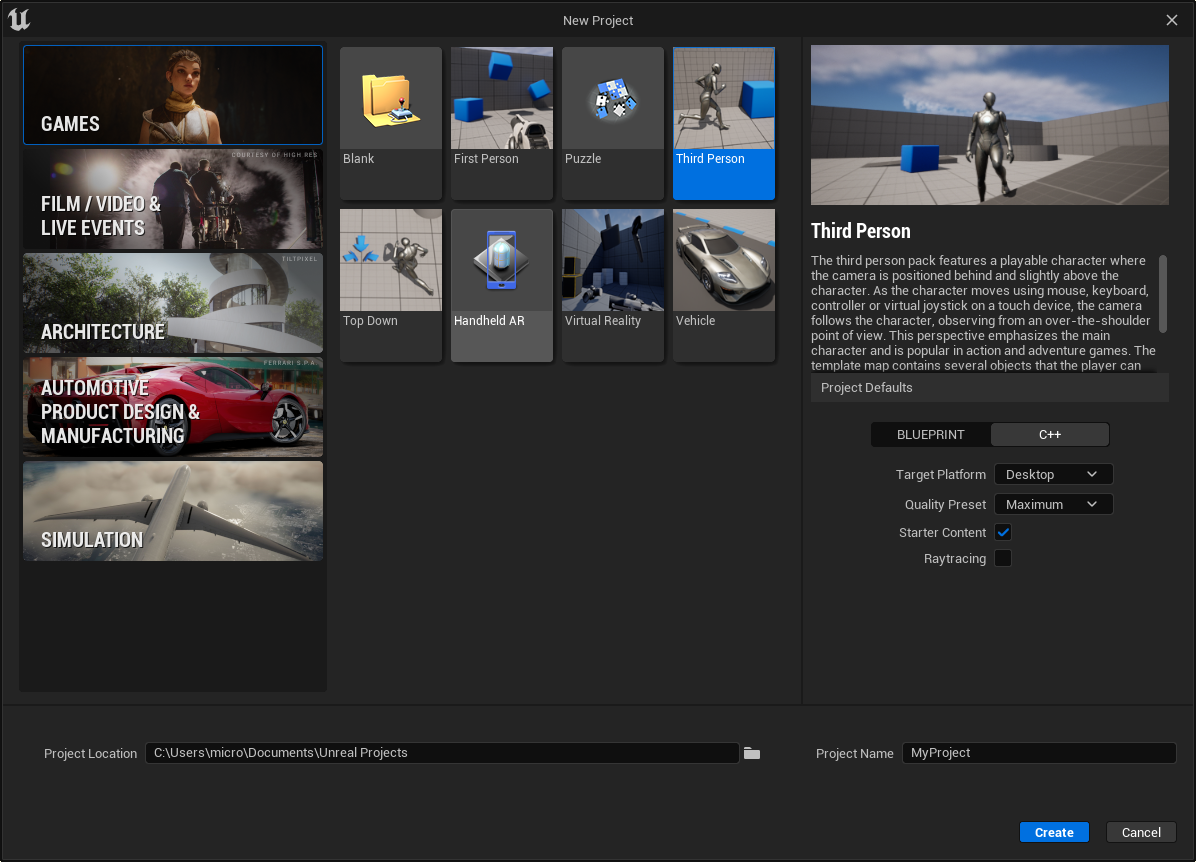 New Project
GAMES
COURTESY OF HIGH RES
FILM / VIDEO &
LIVE EVENTS
TILTPIXEL
ARCHITECTURE
FERRARI S.P.A.
AUTOMOTIVE
PRODUCT DESIGN &
MANUFACTURING
SIMULATION
Blank
First Person
Puzzle
Third Person
Top Down
Handheld AR
Virtual Reality
Vehicle
Third Person
The third person pack features a playable character where
the camera is positioned behind and slightly above the
character. As the character moves using mouse, keyboard,
controller or virtual joystick on a touch device, the camera
follows the character, observing from an over-the-shoulder
point of view. This perspective emphasizes the main
character and is popular in action and adventure games. The
template map contains several objects that the player can
Project Defaults
BLUEPRINT
C++
Target Platform
Desktop
Quality Preset
Maximum
Starter Content
Raytracing
Project Location
C:\Users\micro\Documents\Unreal Projects
Project Name
MyProject
Create
Cancel